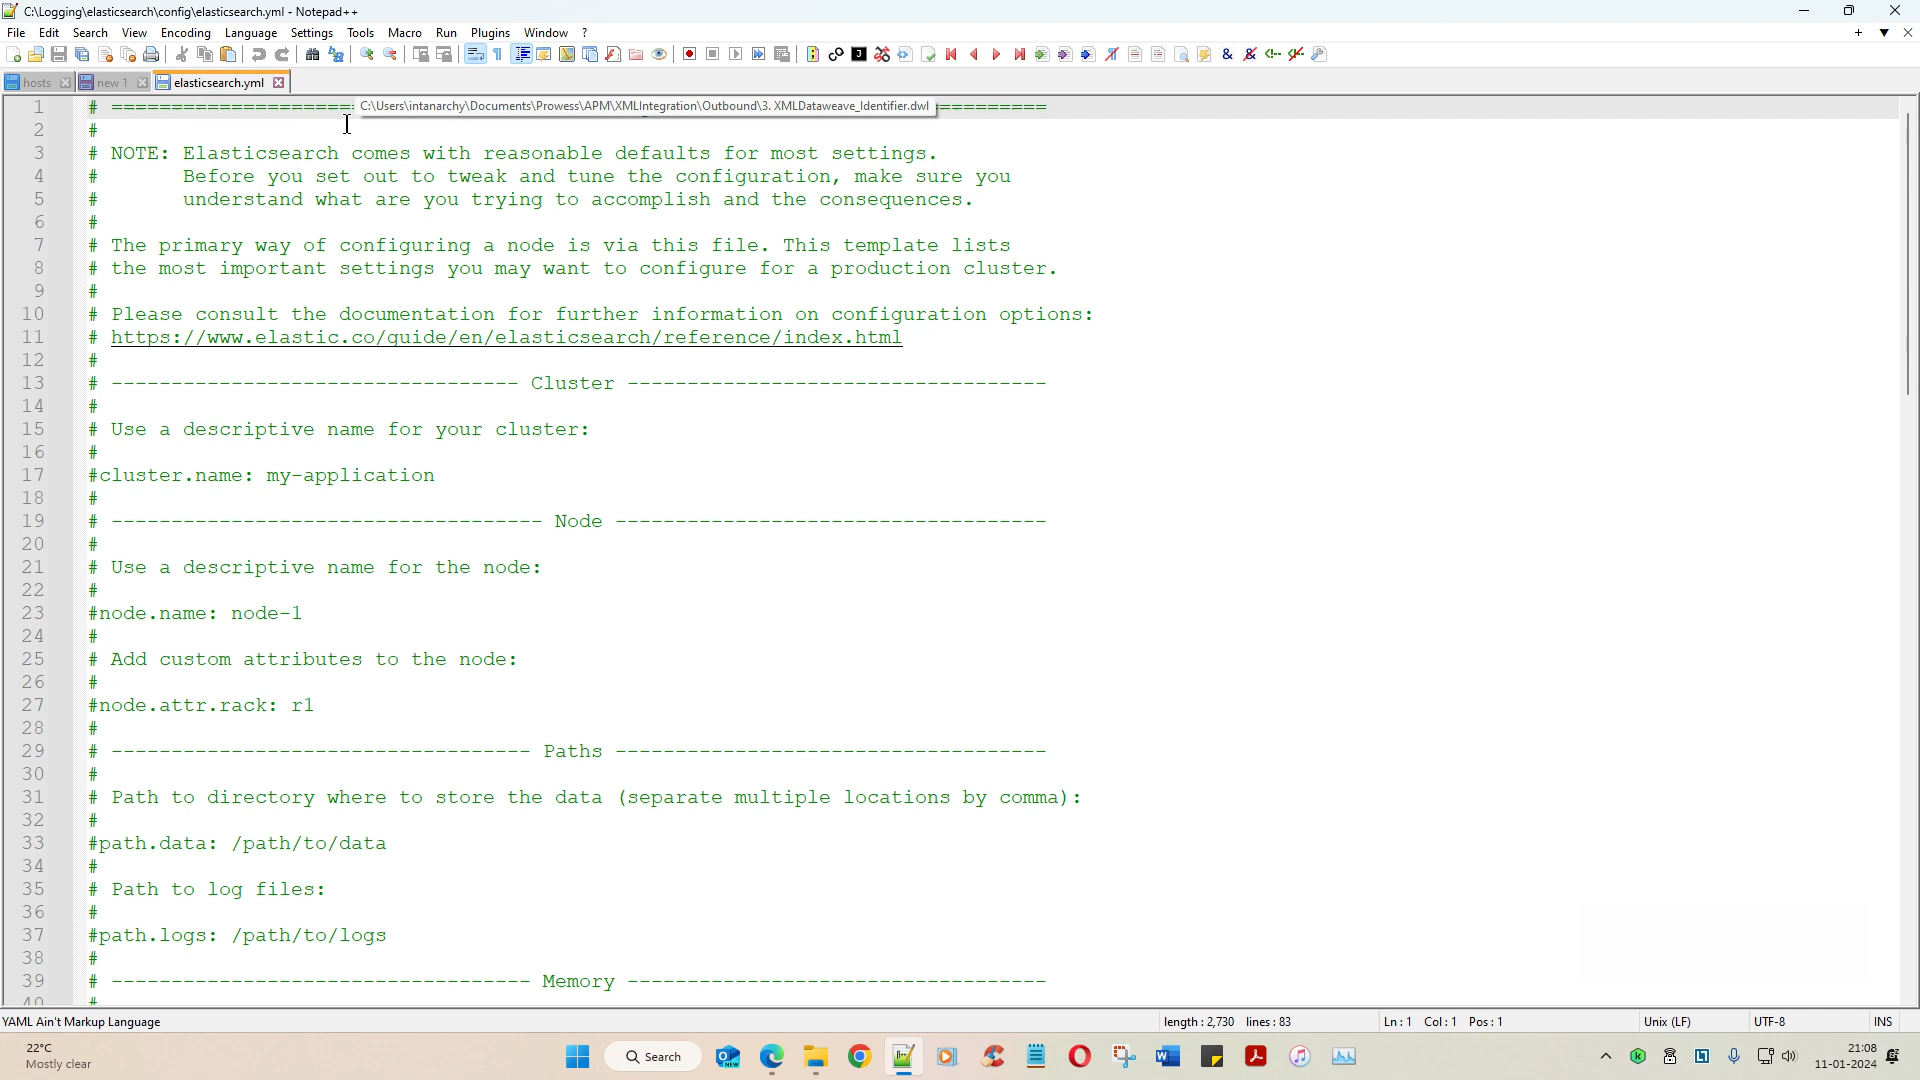 C:\Logging\elasticsearch\config\elasticsearch.yml - Notepad++
File Edit Search View Encoding Language Settings Tools Macro Run Plugins Window ?
hosts new 1 elasticsearch.yml
C:\Users\intanarchy\Documents\Prowess\APM\XMLIntegration\Outbound\3. XMLDataweave_Identifier.dwl
1 # ===================== =========
2 #
3 # NOTE: Elasticsearch comes with reasonable defaults for most settings.
4 # Before you set out to tweak and tune the configuration, make sure you
5 # understand what are you trying to accomplish and the consequences.
6 #
7 # The primary way of configuring a node is via this file. This template lists
8 # the most important settings you may want to configure for a production cluster.
9 #
10 # Please consult the documentation for further information on configuration options:
11 # https://www.elastic.co/guide/en/elasticsearch/reference/index.html
12 #
13 # ---------------------------------- Cluster -----------------------------------
14 #
15 # Use a descriptive name for your cluster:
16 #
17 #cluster.name: my-application
18 #
19 # ------------------------------------ Node ------------------------------------
20 #
21 # Use a descriptive name for the node:
22 #
23 #node.name: node-1
24 #
25 # Add custom attributes to the node:
26 #
27 #node.attr.rack: r1
28 #
29 # ----------------------------------- Paths ------------------------------------
30 #
31 # Path to directory where to store the data (separate multiple locations by comma):
32 #
33 #path.data: /path/to/data
34 #
35 # Path to log files:
36 #
37 #path.logs: /path/to/logs
38 #
39 # ----------------------------------- Memory -----------------------------------
40 #
YAML Ain't Markup Language length : 2,730 lines : 83 Ln : 1 Col : 1 Pos : 1 Unix (LF) UTF-8 INS
22°C
Mostly clear
Search
21:08
11-01-2024